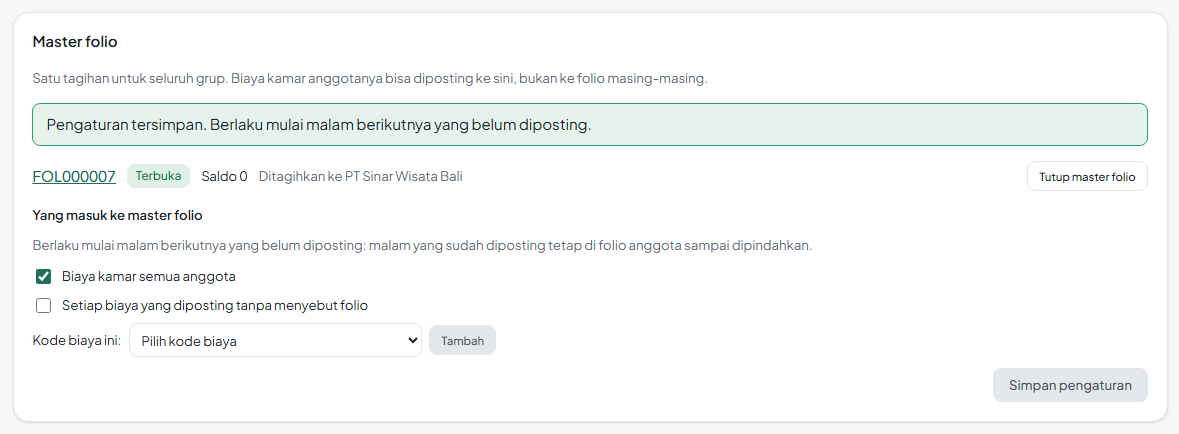 Master folio
Satu tagihan untuk seluruh grup. Biaya kamar anggotanya bisa diposting ke sini, bukan ke folio masing-masing.
Pengaturan tersimpan. Berlaku mulai malam berikutnya yang belum diposting.
FOL000007 Terbuka Saldo 0 Ditagihkan ke PT Sinar Wisata Bali Tutup master folio
Yang masuk ke master folio
Berlaku mulai malam berikutnya yang belum diposting: malam yang sudah diposting tetap di folio anggota sampai dipindahkan.
Biaya kamar semua anggota
Setiap biaya yang diposting tanpa menyebut folio
Kode biaya ini: Pilih kode biaya Tambah
Simpan pengaturan